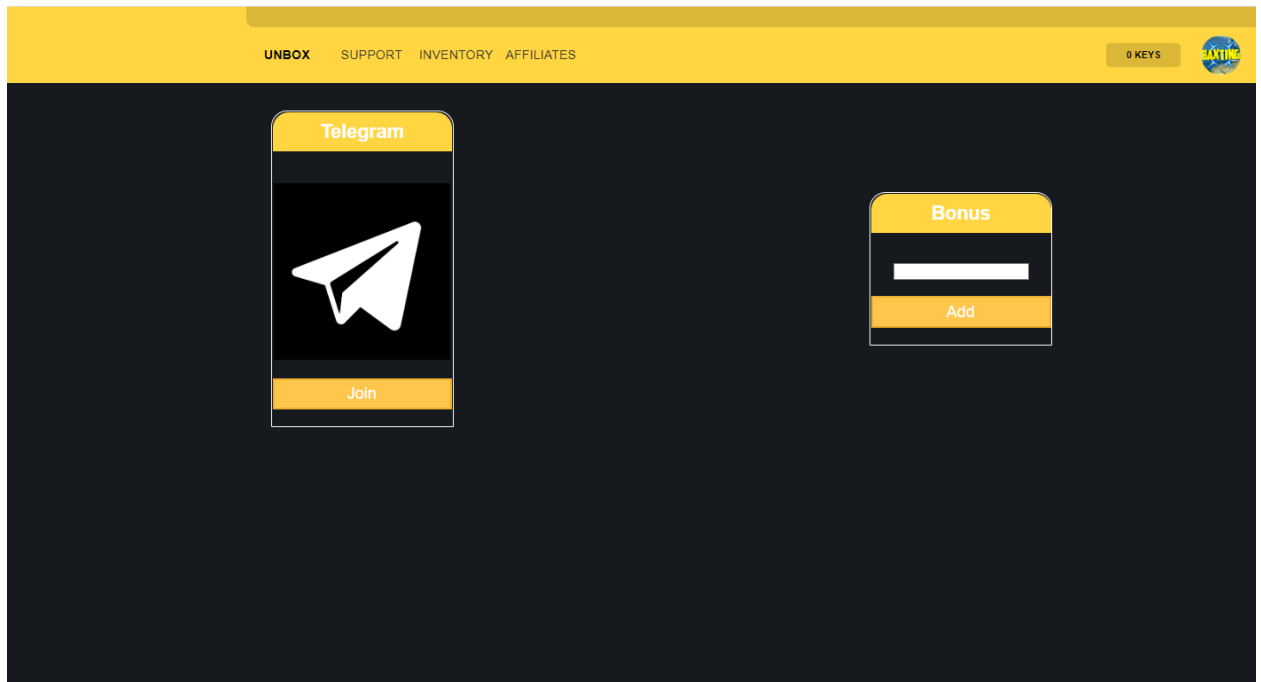 UNBOX SUPPORT INVENTORY AFFILIATES 0 KEYS
Telegram
Join
Bonus
Add